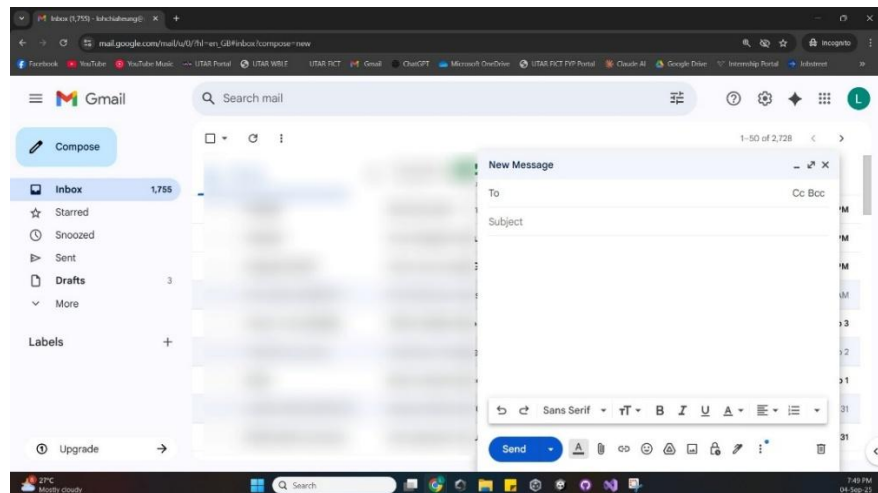 Inbox (1,755) - lohchiaheung@
mail.google.com/mail/u/0/?hl=en_GB#inbox?compose=new
Incognito
Facebook YouTube YouTube Music UTAR Portal UTAR WBLE UTAR FICT Gmail ChatGPT Microsoft OneDrive UTAR FICT FYP Portal Claude AI Google Drive Internship Portal Jobstreet
Gmail
Search mail
L
Compose
1–50 of 2,728
Inbox 1,755
Starred
Snoozed
Sent
Drafts 3
More
Labels
Upgrade
New Message
To Cc Bcc
Subject
Sans Serif
B I U A
Send
31
31
27°C
Mostly cloudy
Search
7:49 PM
04-Sep-25